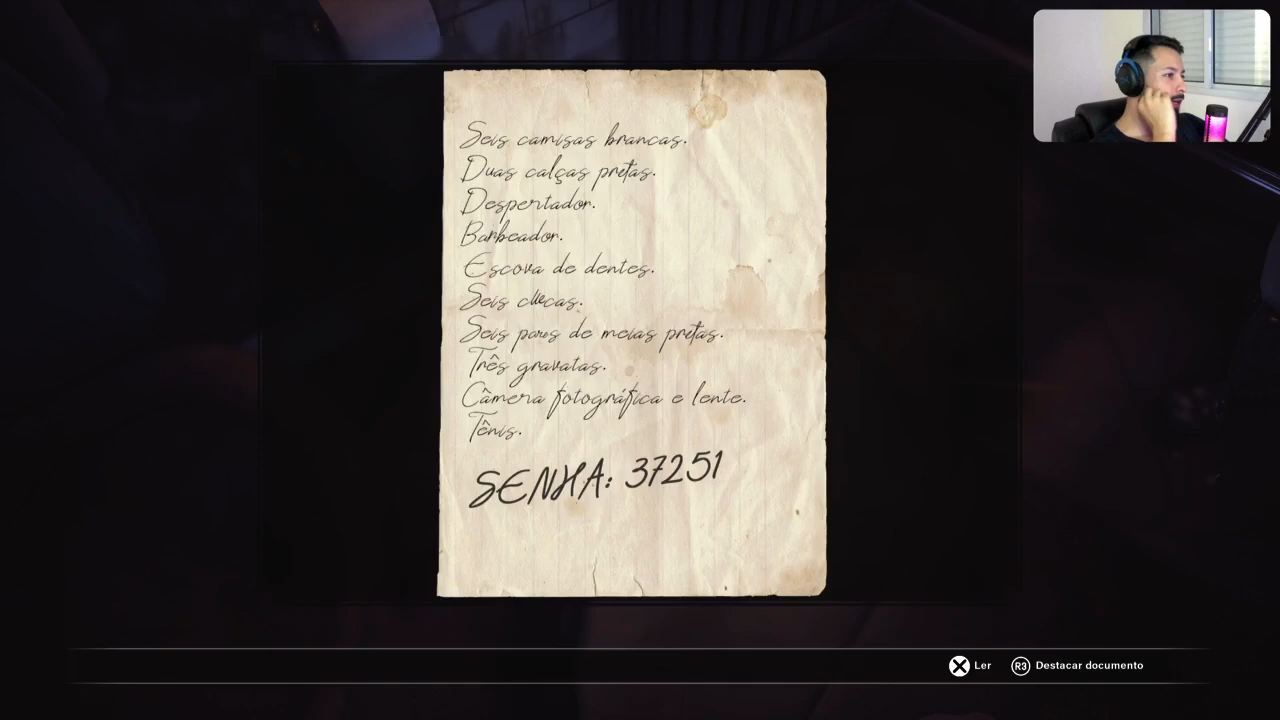 Seis camisas brancas.
Duas calças pretas.
Despertador.
Barbeador.
Escova de dentes.
Seis cuecas.
Seis pares de meias pretas.
Três gravatas.
Câmera fotográfica e lente.
Tênis.
SENHA: 37251
Ler
R3 Destacar documento